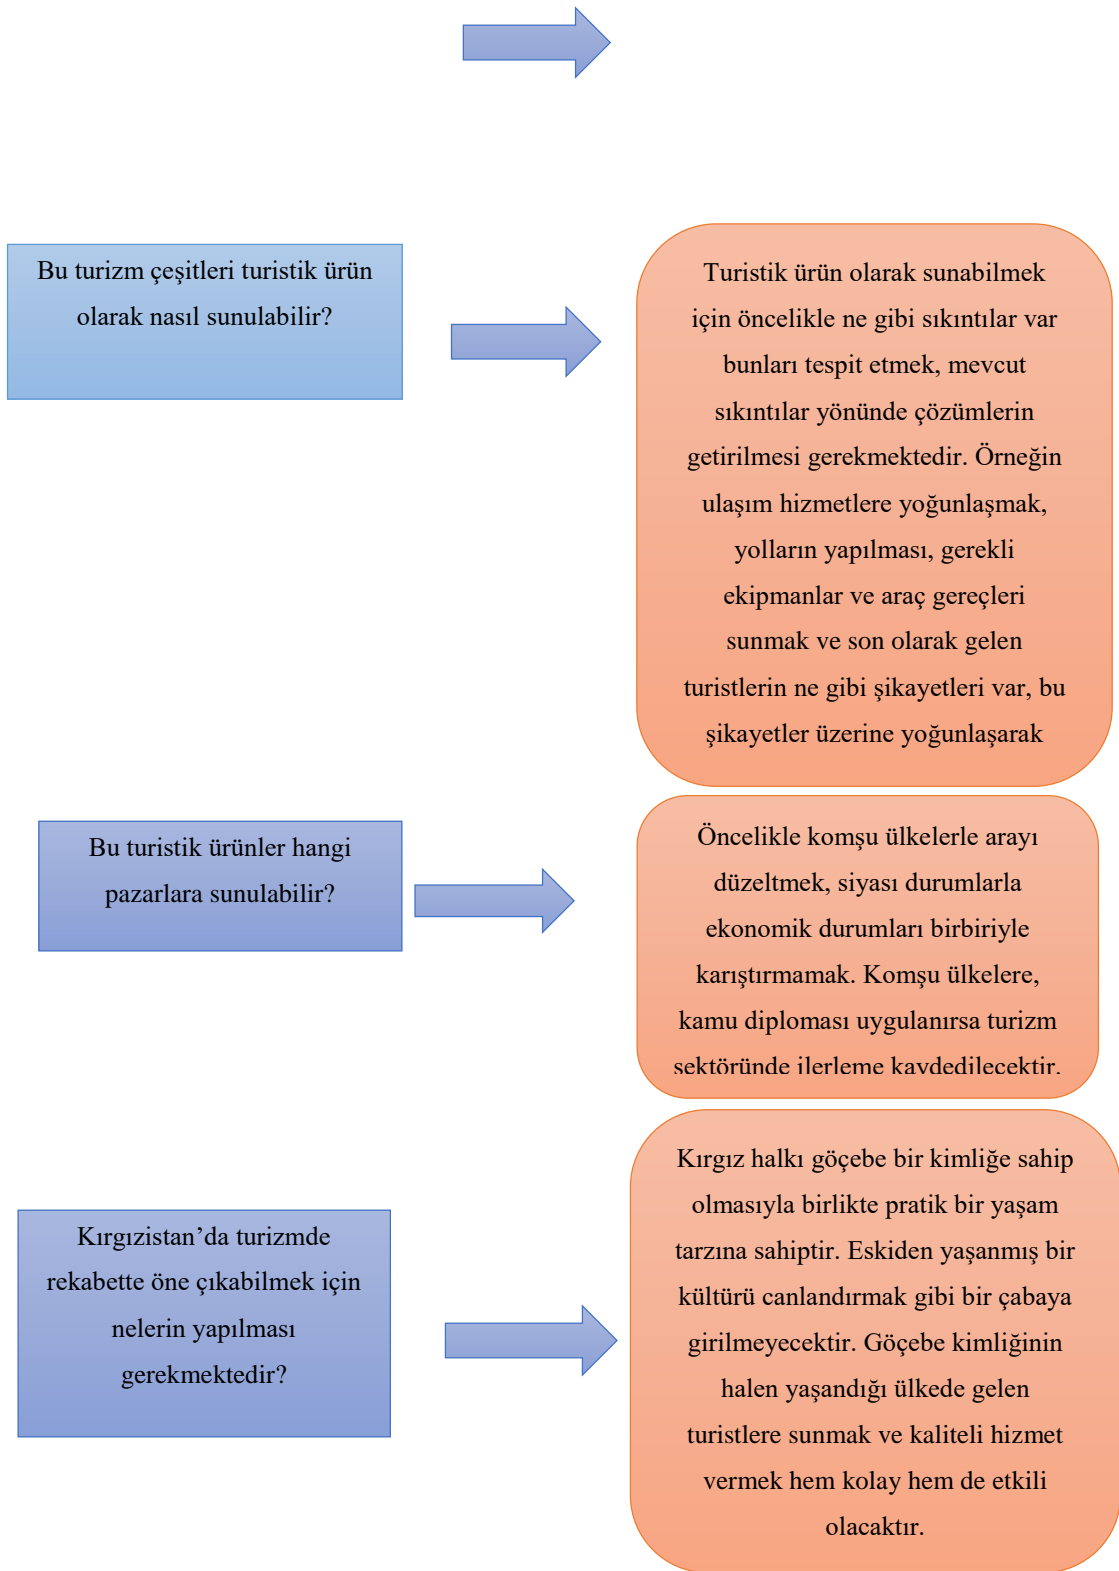 Bu turizm çeşitleri turistik ürün
olarak nasıl sunulabilir?
Turistik ürün olarak sunabilmek
için öncelikle ne gibi sıkıntılar var
bunları tespit etmek, mevcut
sıkıntılar yönünde çözümlerin
getirilmesi gerekmektedir. Örneğin
ulaşım hizmetlere yoğunlaşmak,
yolların yapılması, gerekli
ekipmanlar ve araç gereçleri
sunmak ve son olarak gelen
turistlerin ne gibi şikayetleri var, bu
şikayetler üzerine yoğunlaşarak
Bu turistik ürünler hangi
pazarlara sunulabilir?
Öncelikle komşu ülkelerle arayı
düzeltmek, siyası durumlarla
ekonomik durumları birbiriyle
karıştırmamak. Komşu ülkelere,
kamu diploması uygulanırsa turizm
sektöründe ilerleme kaydedilecektir.
Kırgızistan’da turizmde
rekabette öne çıkabilmek için
nelerin yapılması
gerekmektedir?
Kırgız halkı göçebe bir kimliğe sahip
olmasıyla birlikte pratik bir yaşam
tarzına sahiptir. Eskiden yaşanmış bir
kültürü canlandırmak gibi bir çabaya
girilmeyecektir. Göçebe kimliğinin
halen yaşandığı ülkede gelen
turistlere sunmak ve kaliteli hizmet
vermek hem kolay hem de etkili
olacaktır.